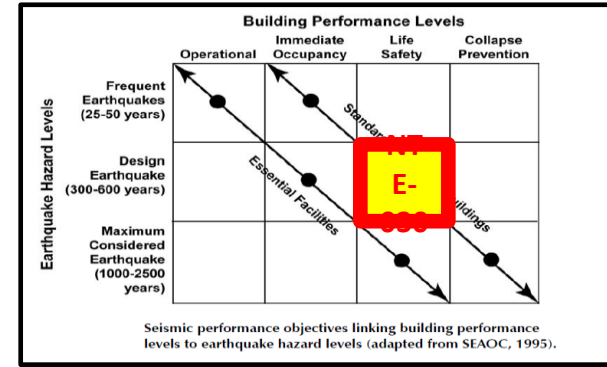 Building Performance Levels
Operational
Immediate
Occupancy
Life
Safety
Collapse
Prevention
Earthquake Hazard Levels
Frequent
Earthquakes
(25-50 years)
Design
Earthquake
(300-600 years)
Maximum
Considered
Earthquake
(1000-2500
years)
Essential Facilities
E-
Seismic performance objectives linking building performance
levels to earthquake hazard levels (adapted from SEAOC, 1995).